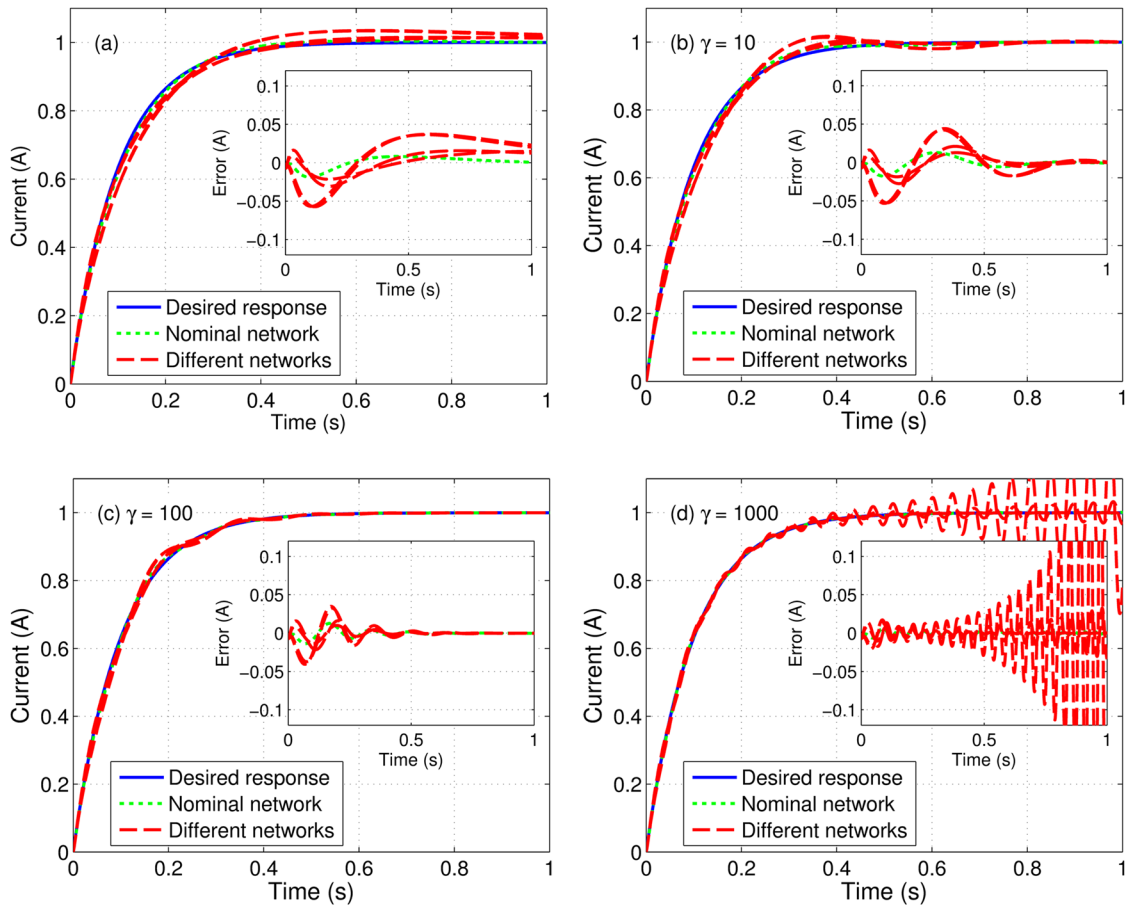 (a)
Current (A)
1
0.8
0.6
0.4
0.2
0
0 0.2 0.4 0.6 0.8 1
Time (s)
Error (A)
0.1
0.05
0
−0.05
−0.1
0 0.5 1
Time (s)
Desired response
Nominal network
Different networks
(b) γ = 10
Current (A)
1
0.8
0.6
0.4
0.2
0
0 0.2 0.4 0.6 0.8 1
Time (s)
Error (A)
0.1
0.05
0
−0.05
−0.1
0 0.5 1
Time (s)
Desired response
Nominal network
Different networks
(c) γ = 100
Current (A)
1
0.8
0.6
0.4
0.2
0
0 0.2 0.4 0.6 0.8 1
Time (s)
Error (A)
0.1
0.05
0
−0.05
−0.1
0 0.5 1
Time (s)
Desired response
Nominal network
Different networks
(d) γ = 1000
Current (A)
1
0.8
0.6
0.4
0.2
0
0 0.2 0.4 0.6 0.8 1
Time (s)
Error (A)
0.1
0.05
0
−0.05
−0.1
0 0.5 1
Time (s)
Desired response
Nominal network
Different networks